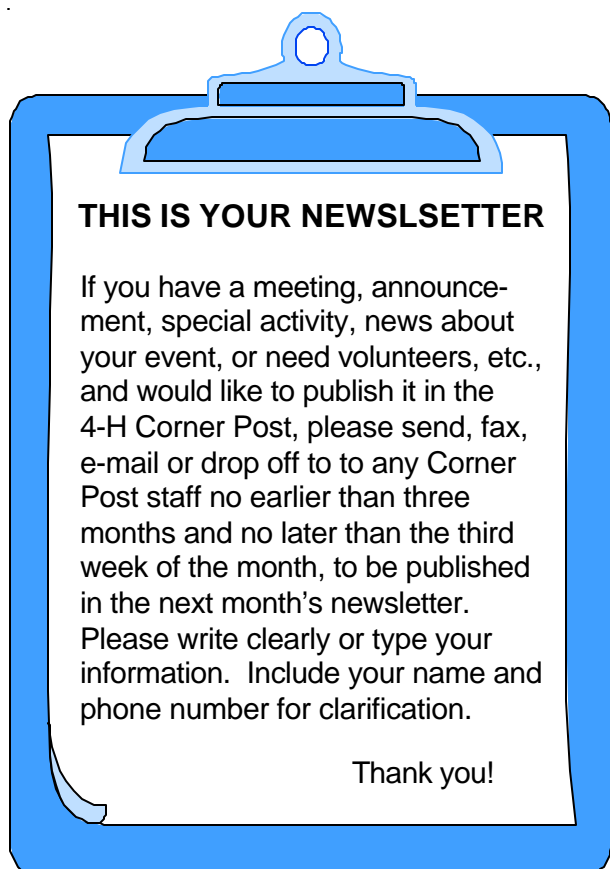 THIS IS YOUR NEWSLSETTER
If you have a meeting, announce-
ment, special activity, news about
your event, or need volunteers, etc.,
and would like to publish it in the
4-H Corner Post, please send, fax,
e-mail or drop off to to any Corner
Post staff no earlier than three
months and no later than the third
week of the month, to be published
in the next month's newsletter.
Please write clearly or type your
information.  Include your name and
phone number for clarification.
Thank you!